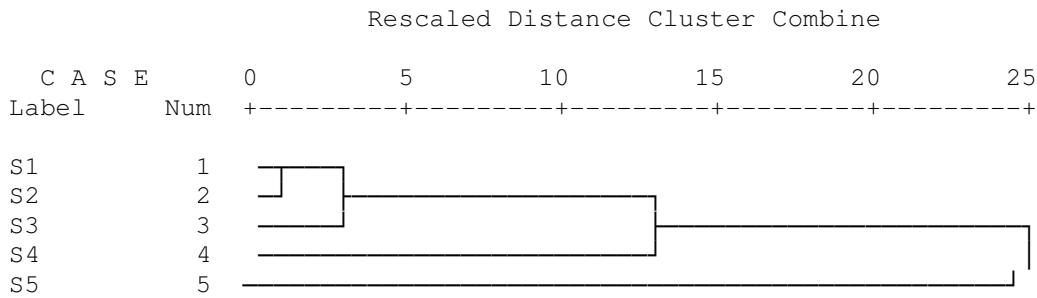 Rescaled Distance Cluster Combine
C A S E 0 5 10 15 20 25
Label Num +---------+---------+---------+---------+---------+
S1 1
S2 2
S3 3
S4 4
S5 5